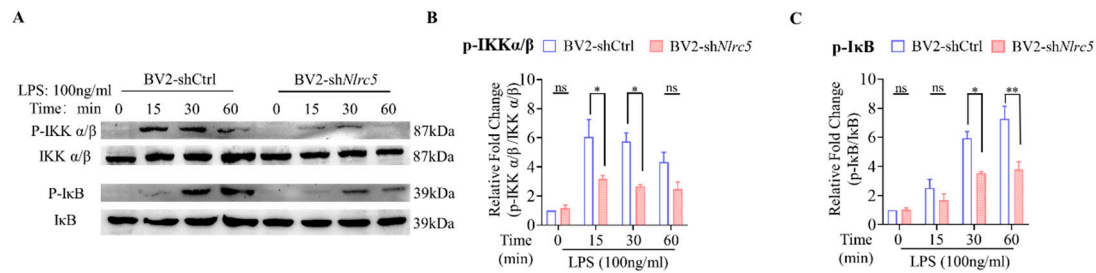 A
BV2-shCtrl BV2-shNlrc5
LPS: 100ng/ml
Time: min 0 15 30 60 0 15 30 60
P-IKK α/β 87kDa
IKK α/β 87kDa
P-IκB 39kDa
IκB 39kDa
B
p-IKKα/β BV2-shCtrl BV2-shNlrc5
Relative Fold Change
(p-IKK α/β /IKK α/β)
10
8
6
4
2
0
ns * * ns
Time 0 15 30 60
(min) LPS (100ng/ml)
C
p-IκB BV2-shCtrl BV2-shNlrc5
Relative Fold Change
(p-IκB/IκB)
10
8
6
4
2
0
ns ns * **
Time 0 15 30 60
(min) LPS (100ng/ml)